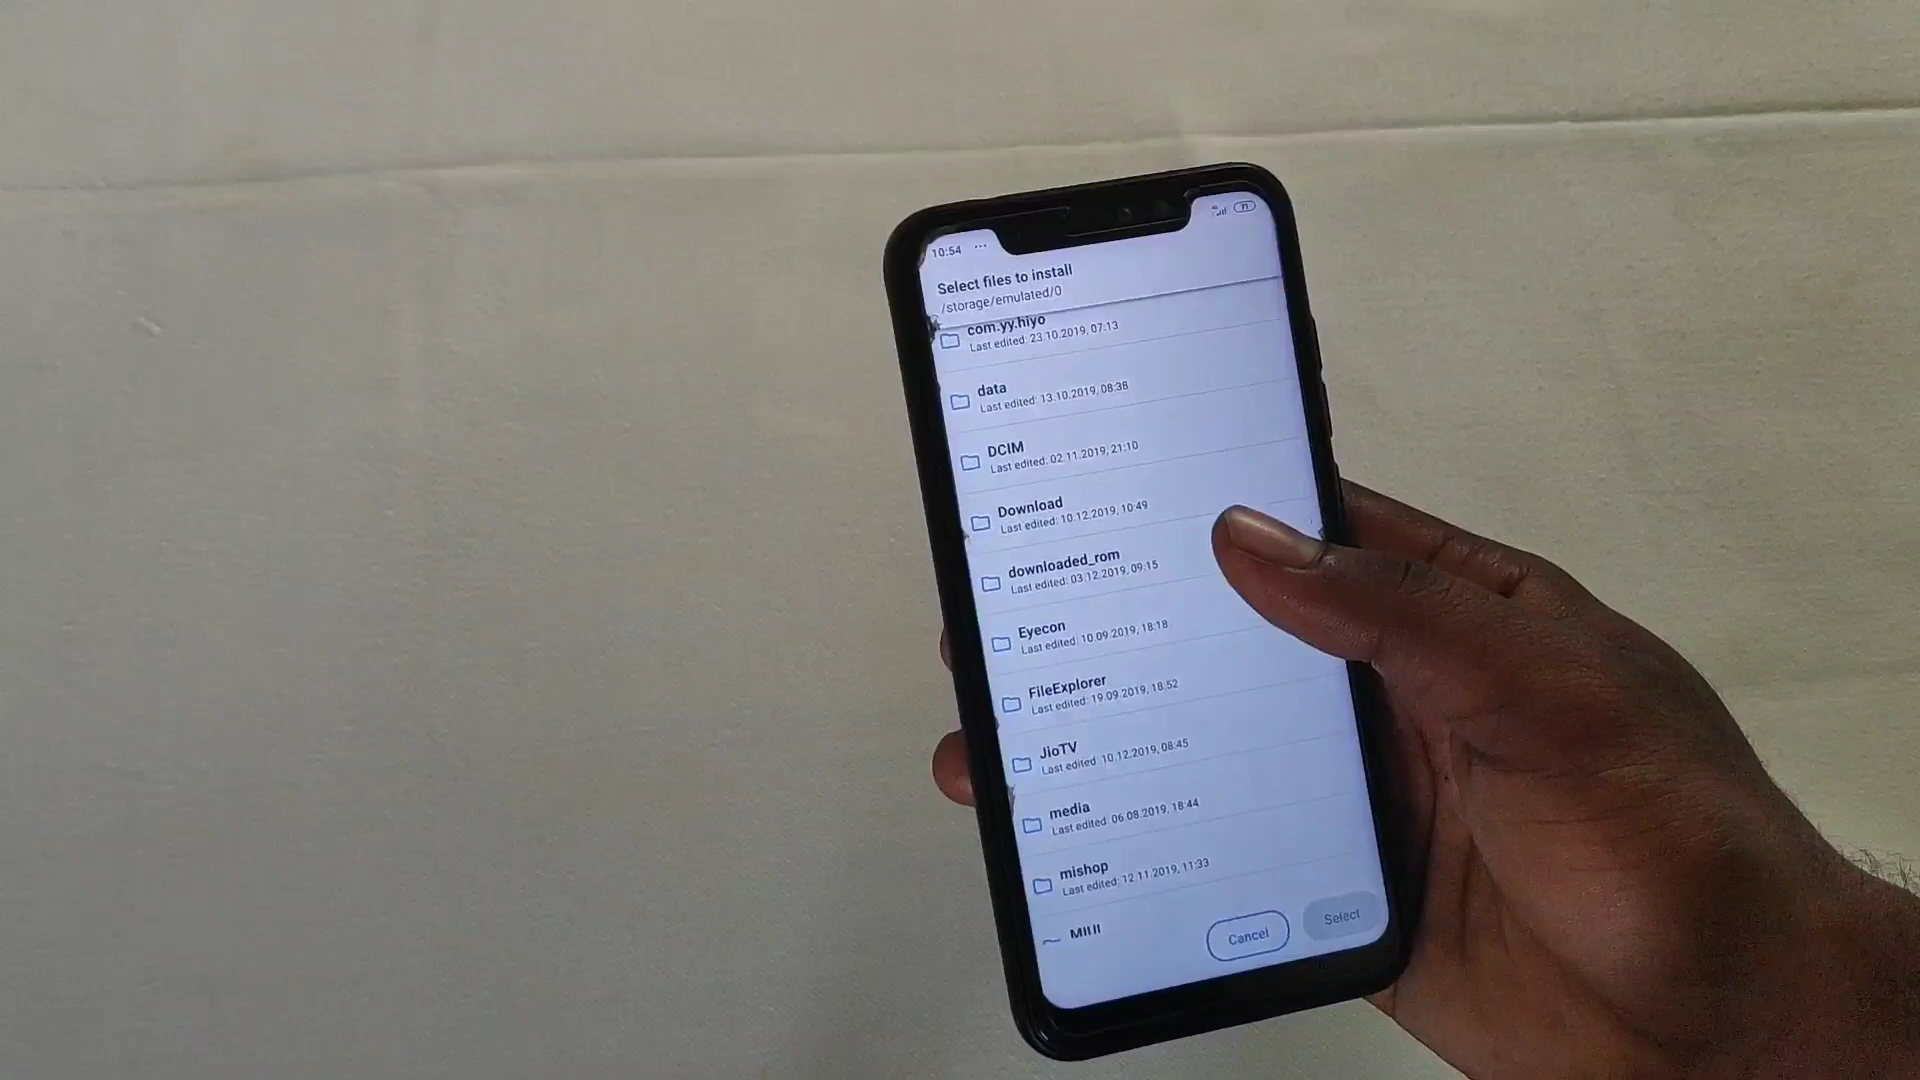 10:54 ...
71
Select files to install
/storage/emulated/0
com.yy.hiyo
Last edited: 23.10.2019, 07:13
data
Last edited: 13.10.2019, 08:38
DCIM
Last edited: 02.11.2019, 21:10
Download
Last edited: 10.12.2019, 10:49
downloaded_rom
Last edited: 03.12.2019, 09:15
Eyecon
Last edited: 10.09.2019, 18:18
FileExplorer
Last edited: 19.09.2019, 18:52
JioTV
Last edited: 10.12.2019, 08:45
media
Last edited: 06.08.2019, 18:44
mishop
Last edited: 12.11.2019, 11:33
MIUI
Cancel
Select